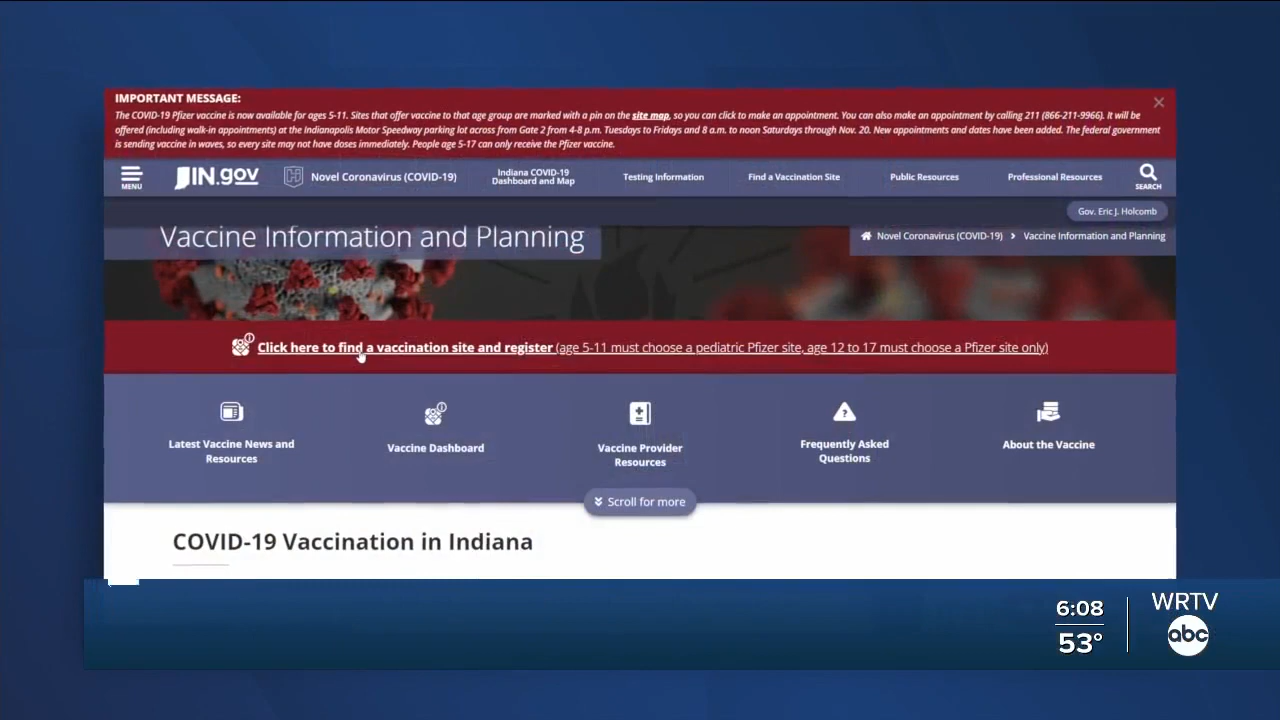 IMPORTANT MESSAGE:
The COVID-19 Pfizer vaccine is now available for ages 5-11. Sites that offer vaccine to that age group are marked with a pin on the site map, so you can click to make an appointment. You can also make an appointment by calling 211 (866-211-9966). It will be
offered (including walk-in appointments) at the Indianapolis Motor Speedway parking lot across from Gate 2 from 4-8 p.m. Tuesdays to Fridays and 8 a.m. to noon Saturdays through Nov. 20. New appointments and dates have been added. The federal government
is sending vaccine in waves, so every site may not have doses immediately. People age 5-17 can only receive the Pfizer vaccine.
MENU
IN.gov
Novel Coronavirus (COVID-19)
Indiana COVID-19
Dashboard and Map
Testing Information
Find a Vaccination Site
Public Resources
Professional Resources
SEARCH
Gov. Eric J. Holcomb
Vaccine Information and Planning
Novel Coronavirus (COVID-19) > Vaccine Information and Planning
Click here to find a vaccination site and register (age 5-11 must choose a pediatric Pfizer site, age 12 to 17 must choose a Pfizer site only)
Latest Vaccine News and
Resources
Vaccine Dashboard
Vaccine Provider
Resources
Frequently Asked
Questions
About the Vaccine
Scroll for more
COVID-19 Vaccination in Indiana
6:08
53°
WRTV
abc